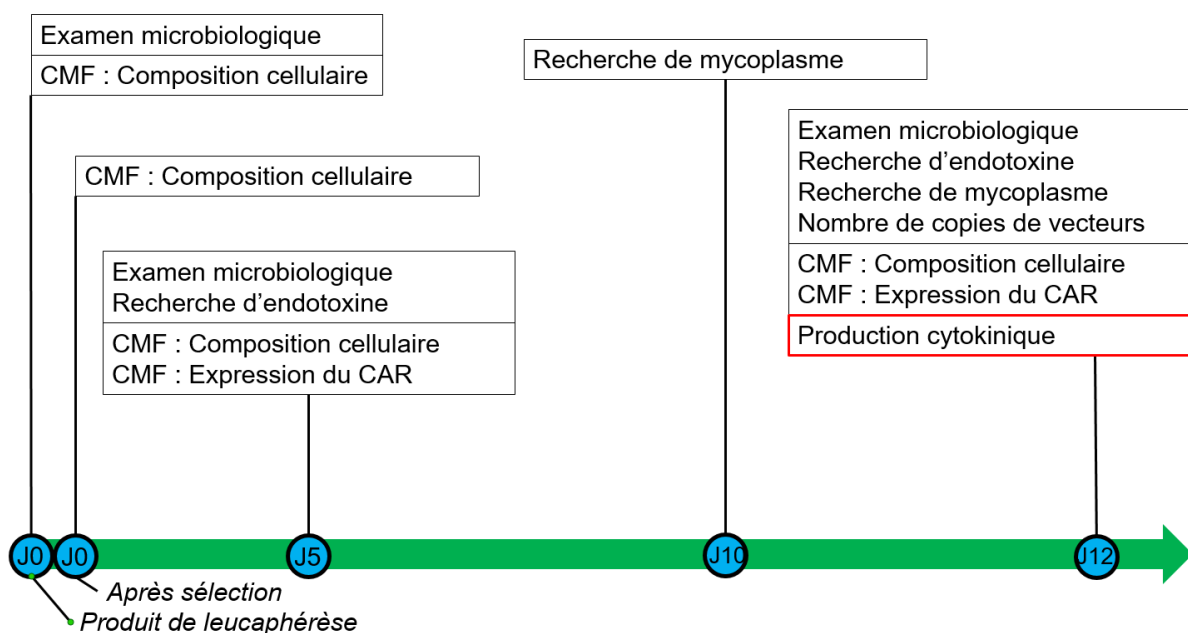 Examen microbiologique
CMF : Composition cellulaire
CMF : Composition cellulaire
Examen microbiologique
Recherche d'endotoxine
CMF : Composition cellulaire
CMF : Expression du CAR
Recherche de mycoplasme
Examen microbiologique
Recherche d'endotoxine
Recherche de mycoplasme
Nombre de copies de vecteurs
CMF : Composition cellulaire
CMF : Expression du CAR
Production cytokinique
J0
J0
J5
J10
J12
Après sélection
Produit de leucaphérèse